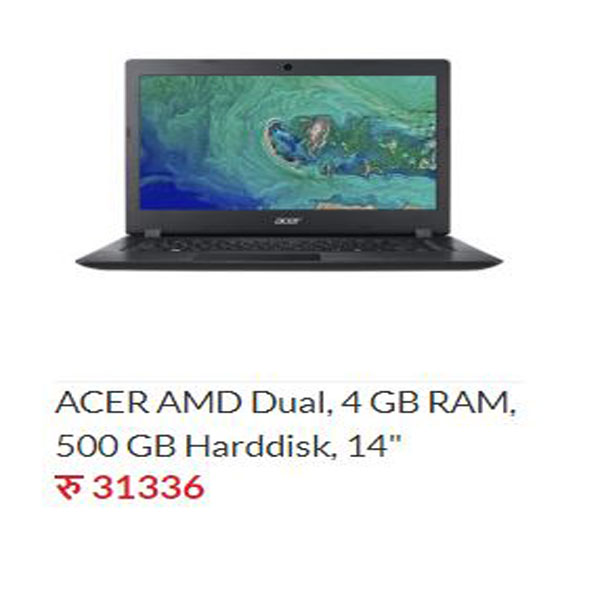 acer
ACER AMD Dual, 4 GB RAM,
500 GB Harddisk, 14"
रु 31336